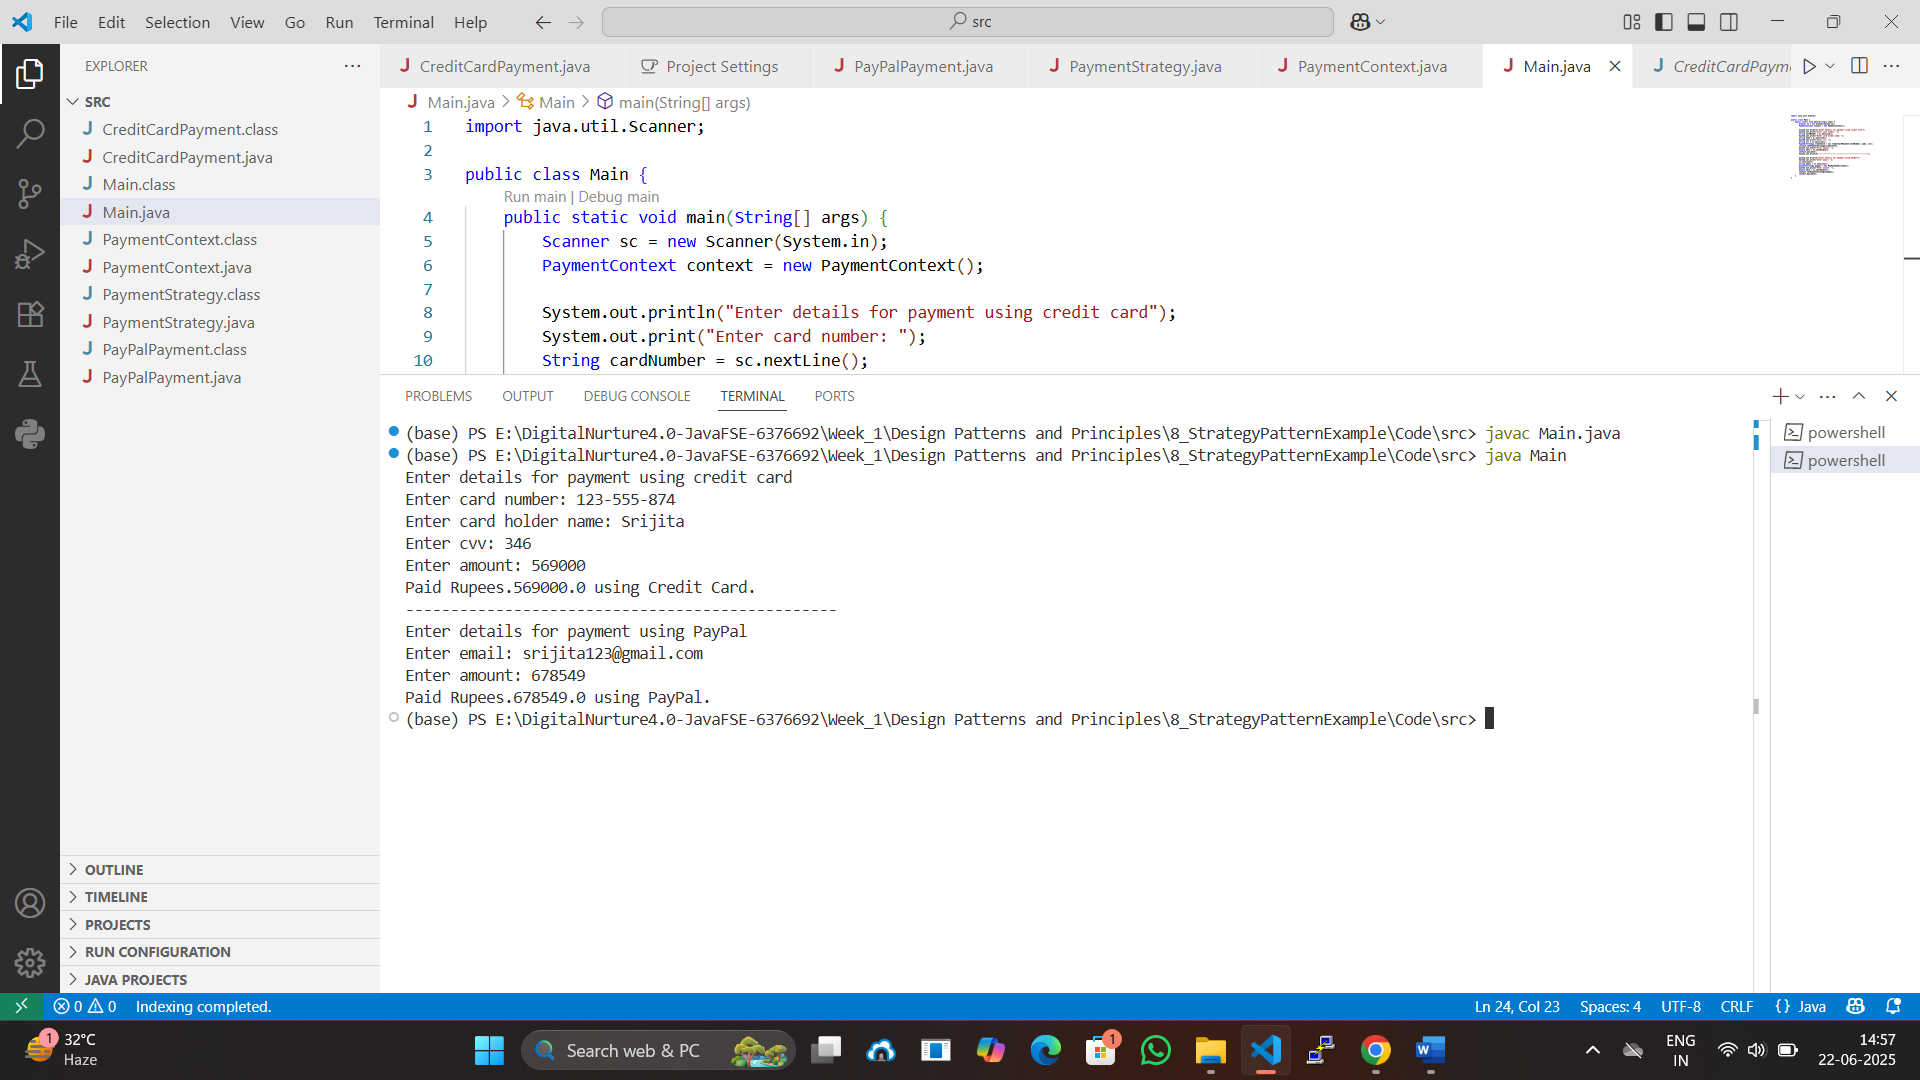 File Edit Selection View Go Run Terminal Help
src
EXPLORER
SRC
CreditCardPayment.class
CreditCardPayment.java
Main.class
Main.java
PaymentContext.class
PaymentContext.java
PaymentStrategy.class
PaymentStrategy.java
PayPalPayment.class
PayPalPayment.java
OUTLINE
TIMELINE
PROJECTS
RUN CONFIGURATION
JAVA PROJECTS
CreditCardPayment.java Project Settings PayPalPayment.java PaymentStrategy.java PaymentContext.java Main.java CreditCardPaym
Main.java > Main > main(String[] args)
1 import java.util.Scanner;
2
3 public class Main {
Run main | Debug main
4 public static void main(String[] args) {
5 Scanner sc = new Scanner(System.in);
6 PaymentContext context = new PaymentContext();
7
8 System.out.println("Enter details for payment using credit card");
9 System.out.print("Enter card number: ");
10 String cardNumber = sc.nextLine();
PROBLEMS OUTPUT DEBUG CONSOLE TERMINAL PORTS
(base) PS E:\DigitalNurture4.0-JavaFSE-6376692\Week_1\Design Patterns and Principles\8_StrategyPatternExample\Code\src> javac Main.java
(base) PS E:\DigitalNurture4.0-JavaFSE-6376692\Week_1\Design Patterns and Principles\8_StrategyPatternExample\Code\src> java Main
Enter details for payment using credit card
Enter card number: 123-555-874
Enter card holder name: Srijita
Enter cvv: 346
Enter amount: 569000
Paid Rupees.569000.0 using Credit Card.
------------------------------------------------
Enter details for payment using PayPal
Enter email: srijita123@gmail.com
Enter amount: 678549
Paid Rupees.678549.0 using PayPal.
(base) PS E:\DigitalNurture4.0-JavaFSE-6376692\Week_1\Design Patterns and Principles\8_StrategyPatternExample\Code\src>
powershell
powershell
0 0 Indexing completed.
Ln 24, Col 23 Spaces: 4 UTF-8 CRLF {} Java
1
32°C
Haze
Search web & PC
1
ENG
IN
14:57
22-06-2025